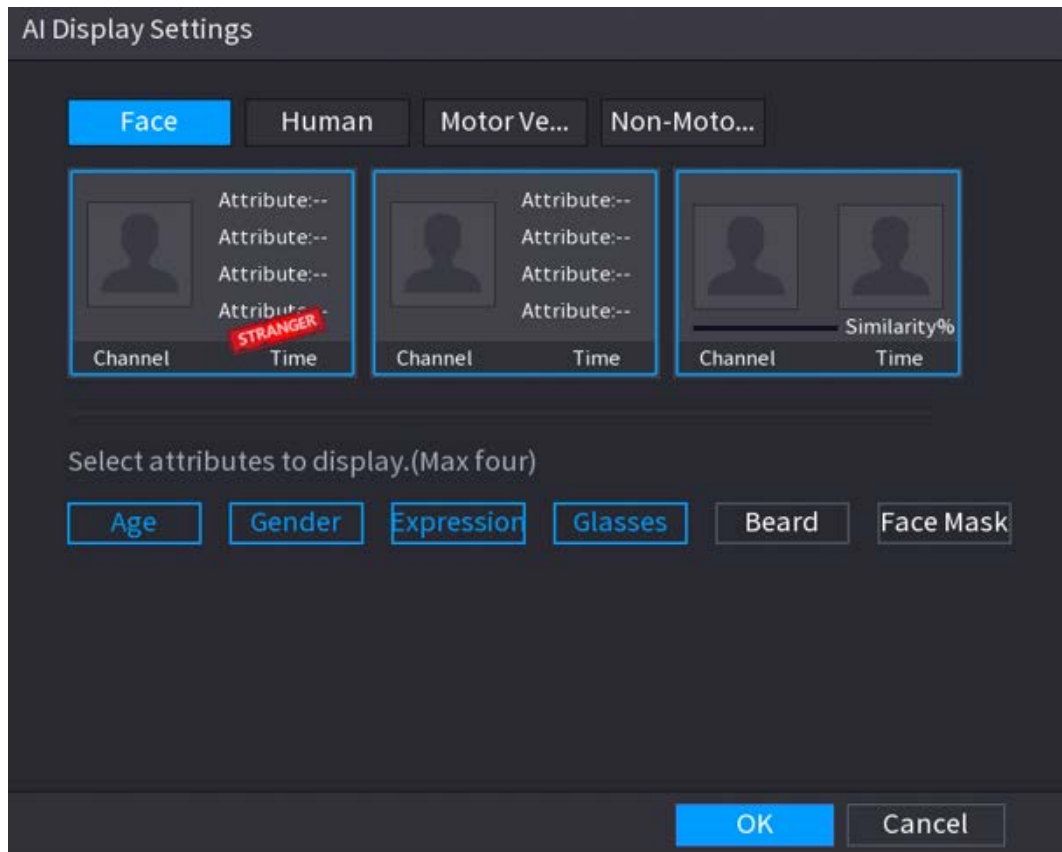 AI Display Settings
Face Human Motor Ve... Non-Moto...
Attribute:-- Attribute:--
Attribute:-- Attribute:--
Attribute:-- Attribute:--
Attribute:-- Attribute:--
STRANGER Similarity%
Channel Time Channel Time Channel Time
Select attributes to display.(Max four)
Age Gender Expression Glasses Beard Face Mask
OK Cancel